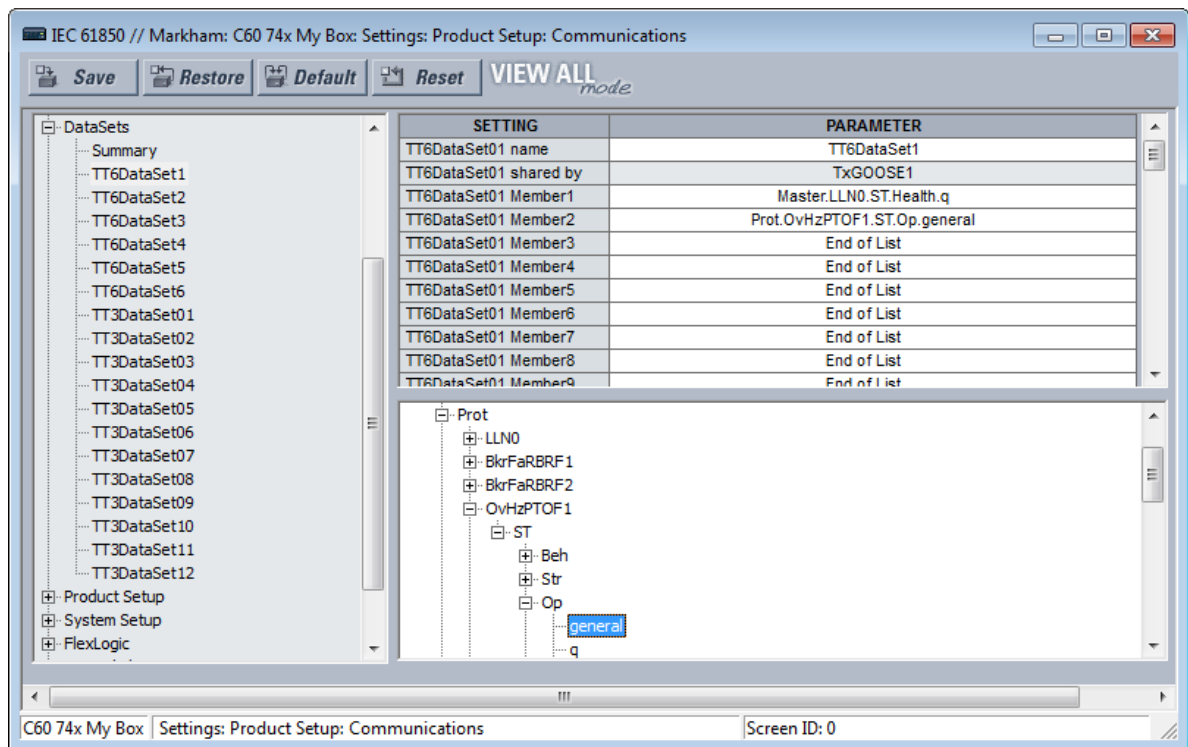 IEC 61850 // Markham: C60 74x My Box: Settings: Product Setup: Communications
Save Restore Default Reset VIEW ALL mode
DataSets
Summary
TT6DataSet1
TT6DataSet2
TT6DataSet3
TT6DataSet4
TT6DataSet5
TT6DataSet6
TT3DataSet01
TT3DataSet02
TT3DataSet03
TT3DataSet04
TT3DataSet05
TT3DataSet06
TT3DataSet07
TT3DataSet08
TT3DataSet09
TT3DataSet10
TT3DataSet11
TT3DataSet12
Product Setup
System Setup
FlexLogic
SETTING PARAMETER
TT6DataSet01 name TT6DataSet1
TT6DataSet01 shared by TxGOOSE1
TT6DataSet01 Member1 Master.LLN0.ST.Health.q
TT6DataSet01 Member2 Prot.OvHzPTOF1.ST.Op.general
TT6DataSet01 Member3 End of List
TT6DataSet01 Member4 End of List
TT6DataSet01 Member5 End of List
TT6DataSet01 Member6 End of List
TT6DataSet01 Member7 End of List
TT6DataSet01 Member8 End of List
TT6DataSet01 Member9 End of List
Prot
LLN0
BkrFaRBRF1
BkrFaRBRF2
OvHzPTOF1
ST
Beh
Str
Op
general
q
C60 74x My Box Settings: Product Setup: Communications Screen ID: 0